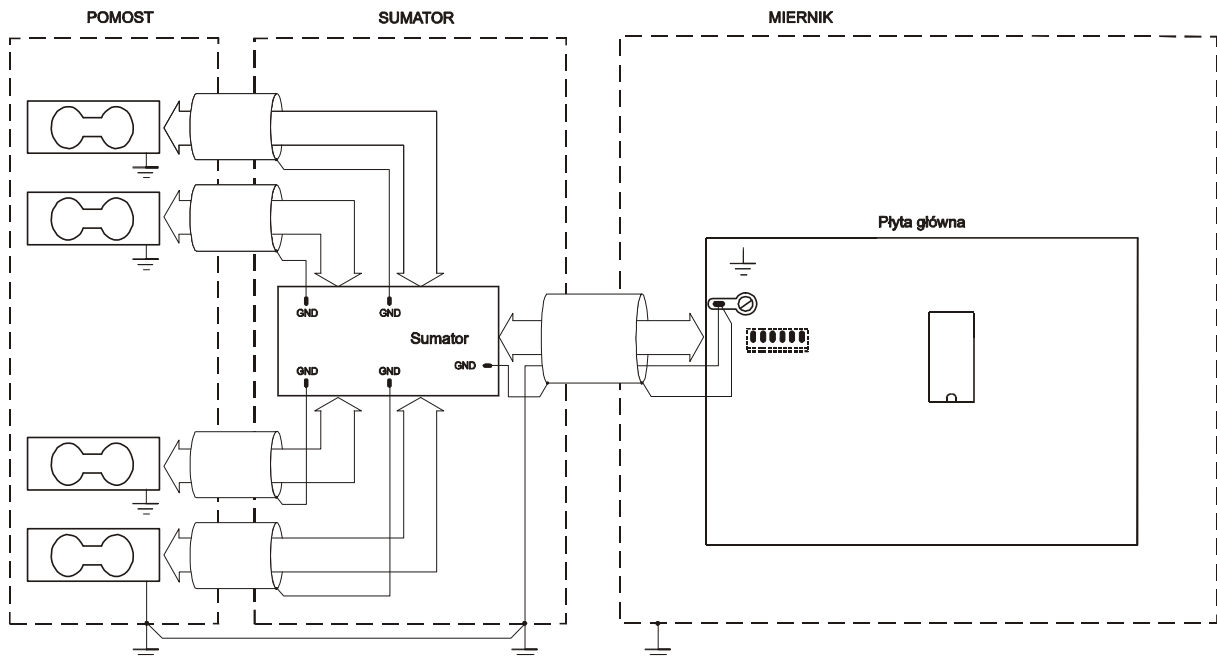 POMOST
SUMATOR
MIERNIK
Płyta główna
GND
GND
Sumator
GND
GND
GND